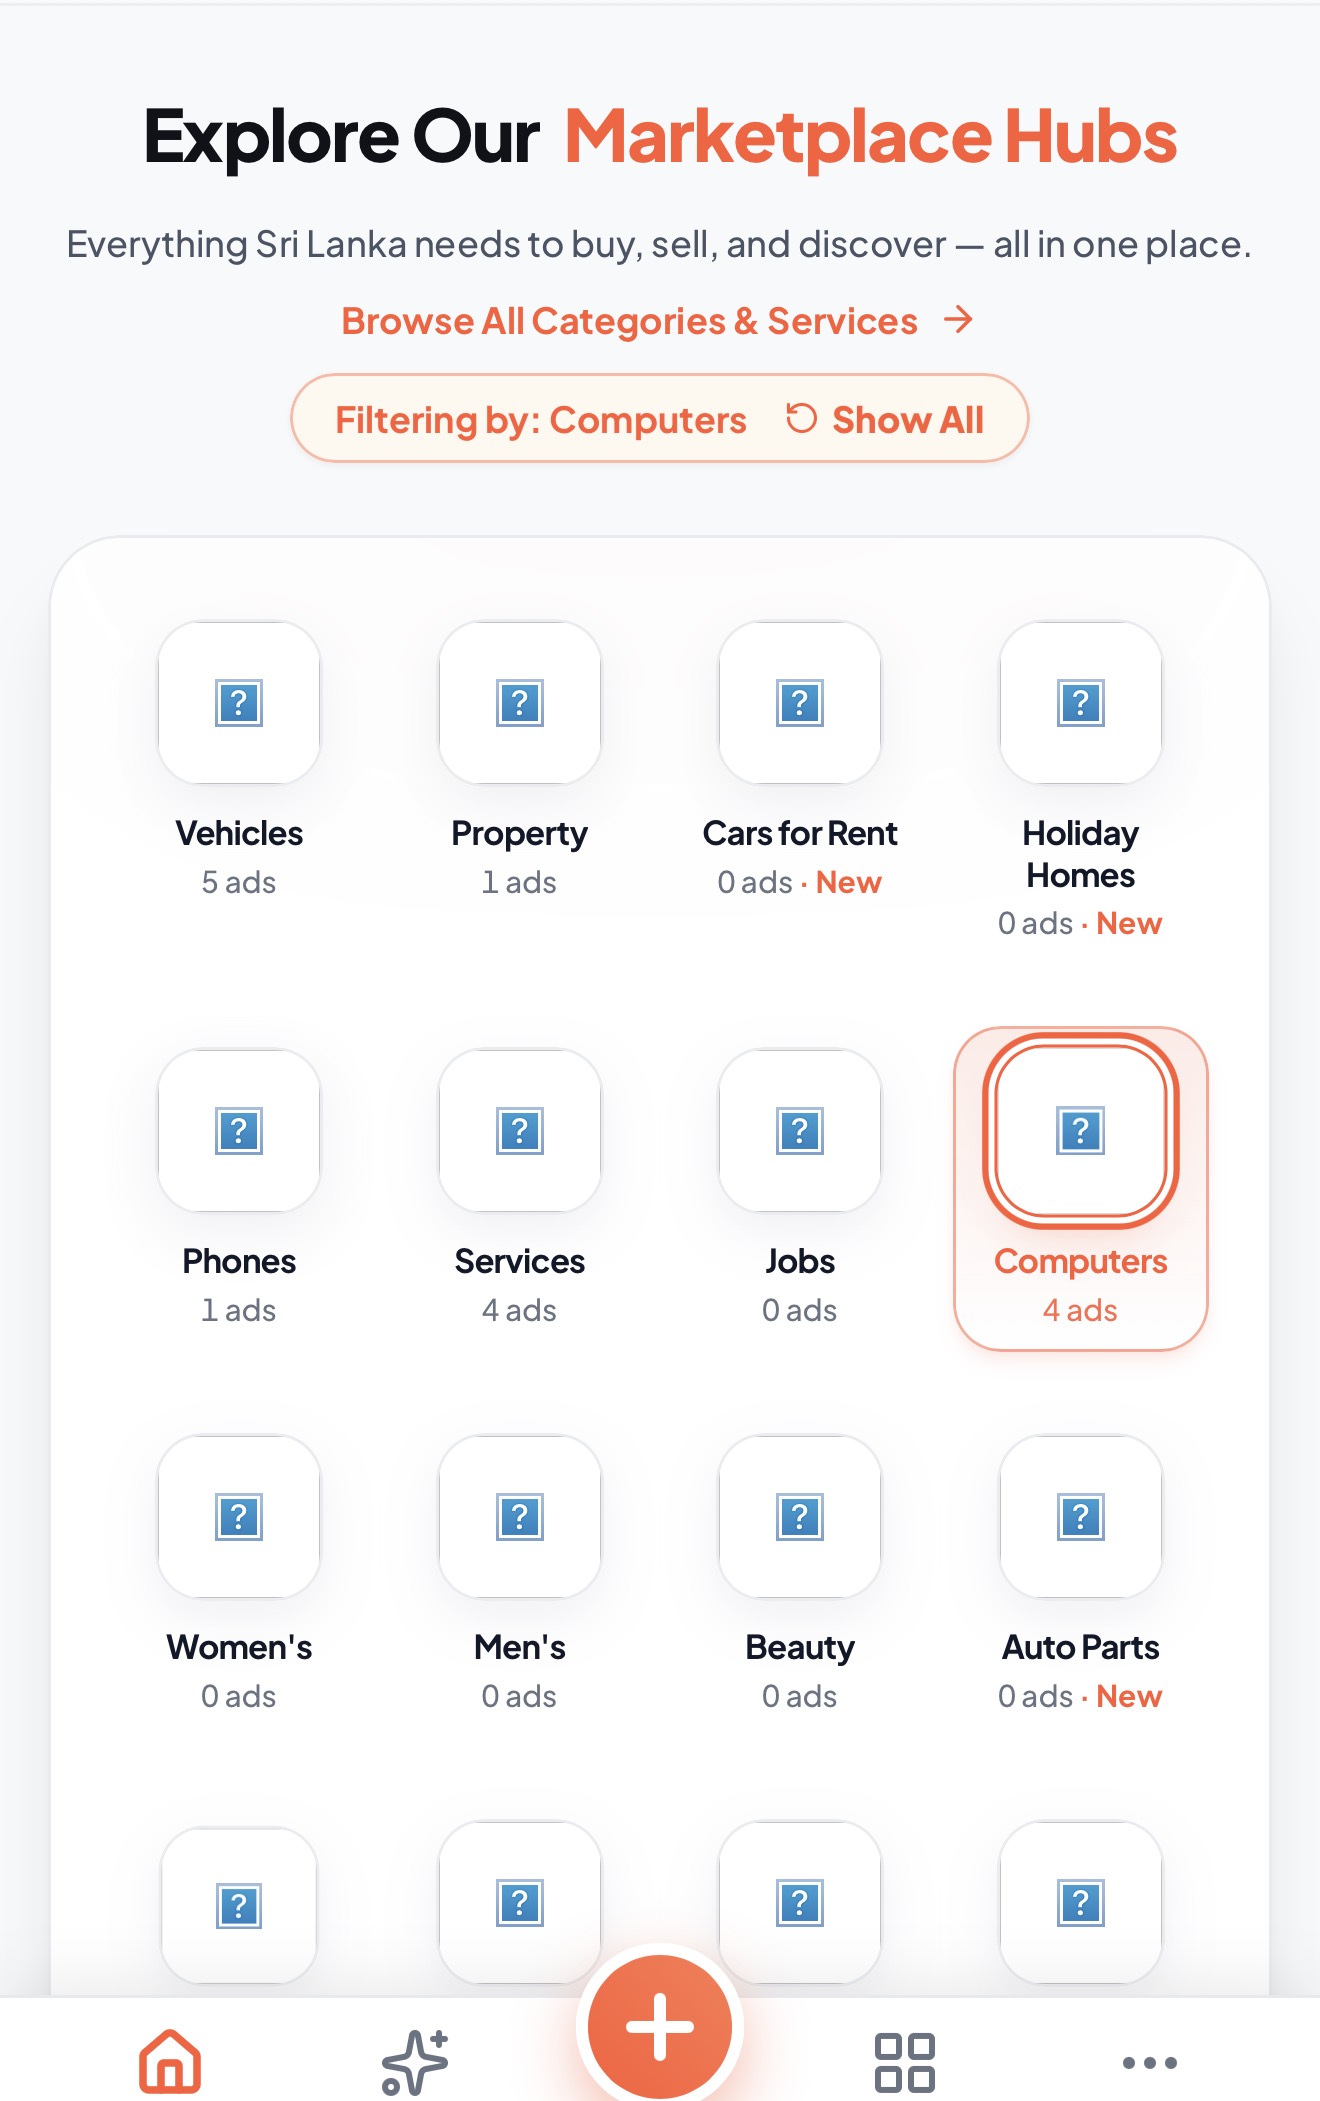 Explore Our Marketplace Hubs
Everything Sri Lanka needs to buy, sell, and discover — all in one place.
Browse All Categories & Services →
Filtering by: Computers Show All
? ? ? ?
Vehicles Property Cars for Rent Holiday Homes
5 ads 1 ads 0 ads · New 0 ads · New
? ? ? ?
Phones Services Jobs Computers
1 ads 4 ads 0 ads 4 ads
? ? ? ?
Women's Men's Beauty Auto Parts
0 ads 0 ads 0 ads 0 ads · New
? ? ? ?